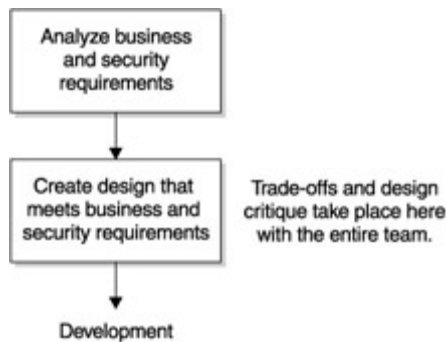 Analyze business
and security
requirements
Create design that
meets business and
security requirements
Trade-offs and design
critique take place here
with the entire team.
Development